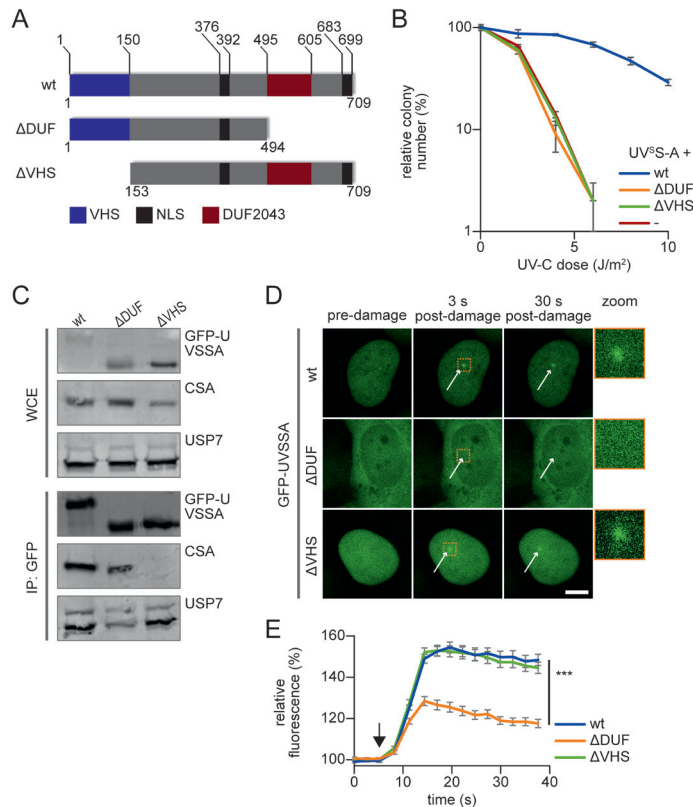 A
1 150 376 392 495 605 683 699
wt
1 709
ΔDUF
1 494
ΔVHS
153 709
VHS NLS DUF2043
B
relative colony
number (%)
100
10
1
0 5 10
UV-C dose (J/m²)
UVˢS-A +
wt
ΔDUF
ΔVHS
-
C
wt ΔDUF ΔVHS
WCE
GFP-U
VSSA
CSA
USP7
IP: GFP
GFP-U
VSSA
CSA
USP7
D
pre-damage
3 s
post-damage
30 s
post-damage
zoom
GFP-UVSSA
wt
ΔDUF
ΔVHS
E
relative
fluorescence (%)
160
140
120
100
0 10 20 30 40
time (s)
***
wt
ΔDUF
ΔVHS